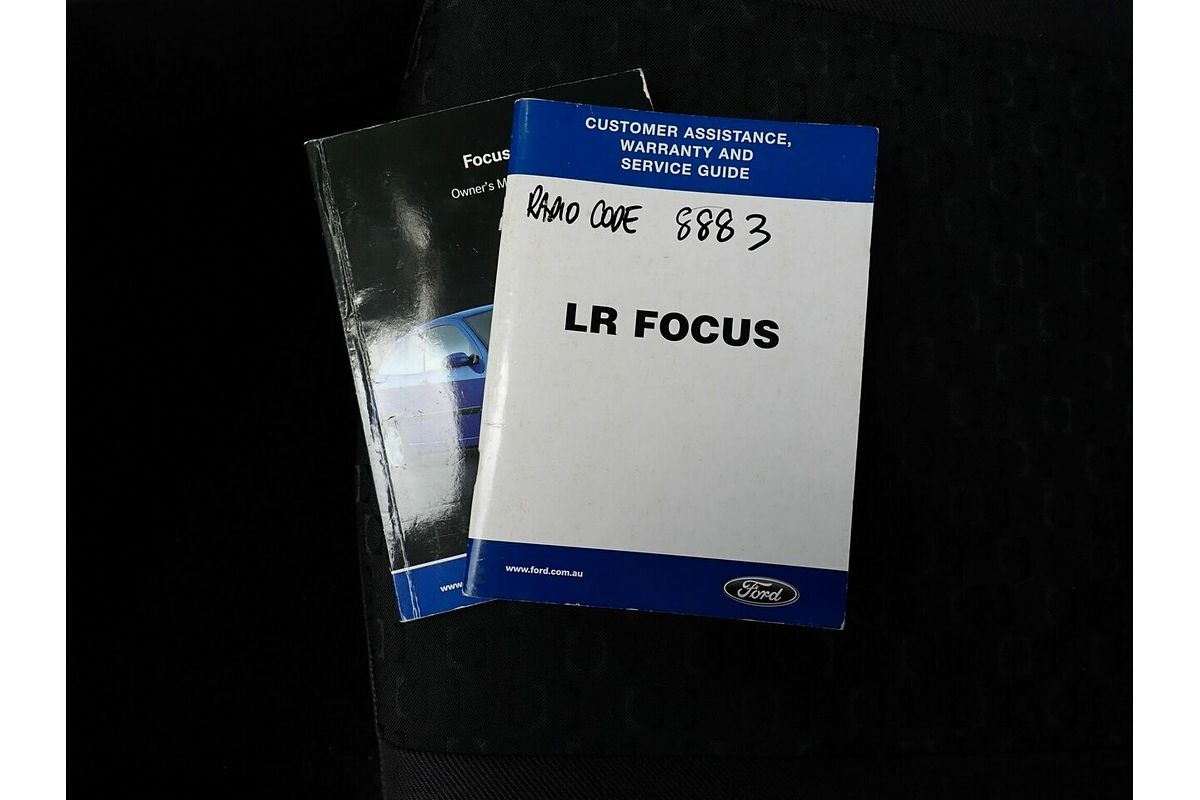 Focus
Owner's
www.
CUSTOMER ASSISTANCE,
WARRANTY AND
SERVICE GUIDE
RADIO CODE 8883
LR FOCUS
www.ford.com.au
Ford